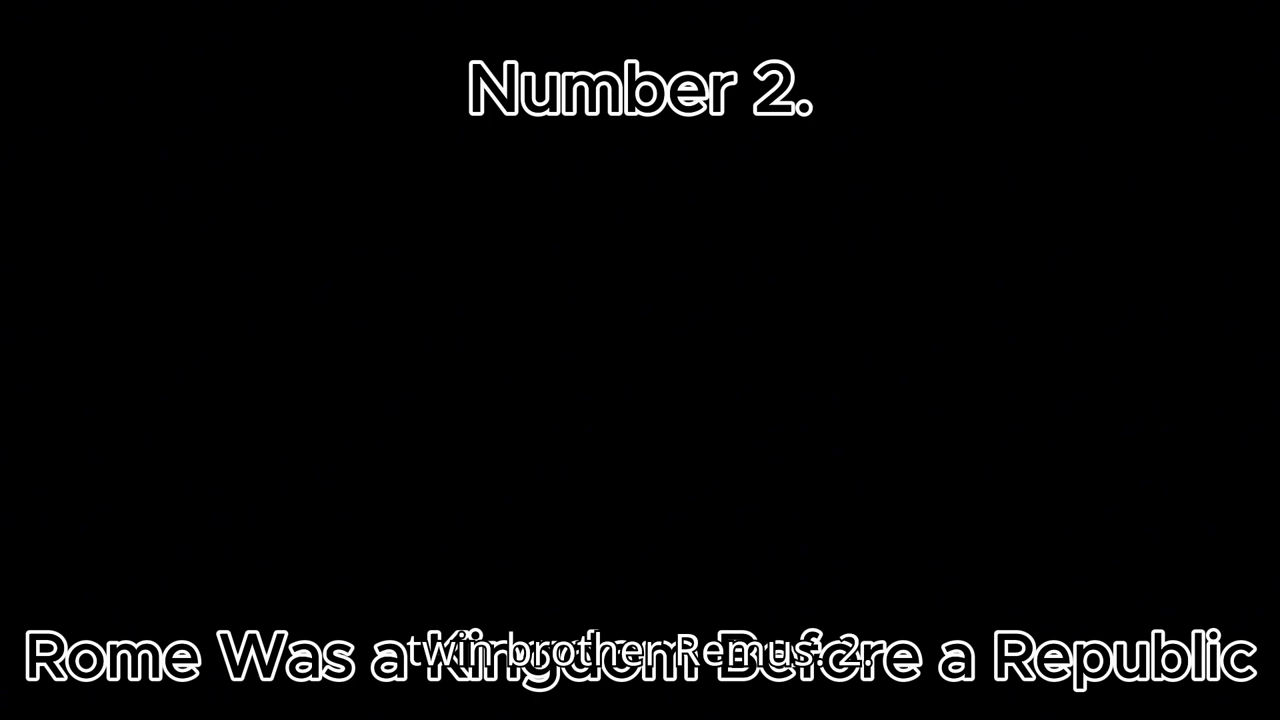 Number 2.
Rome Was a Kingdom Before a Republic
twin brother Remus. 2.